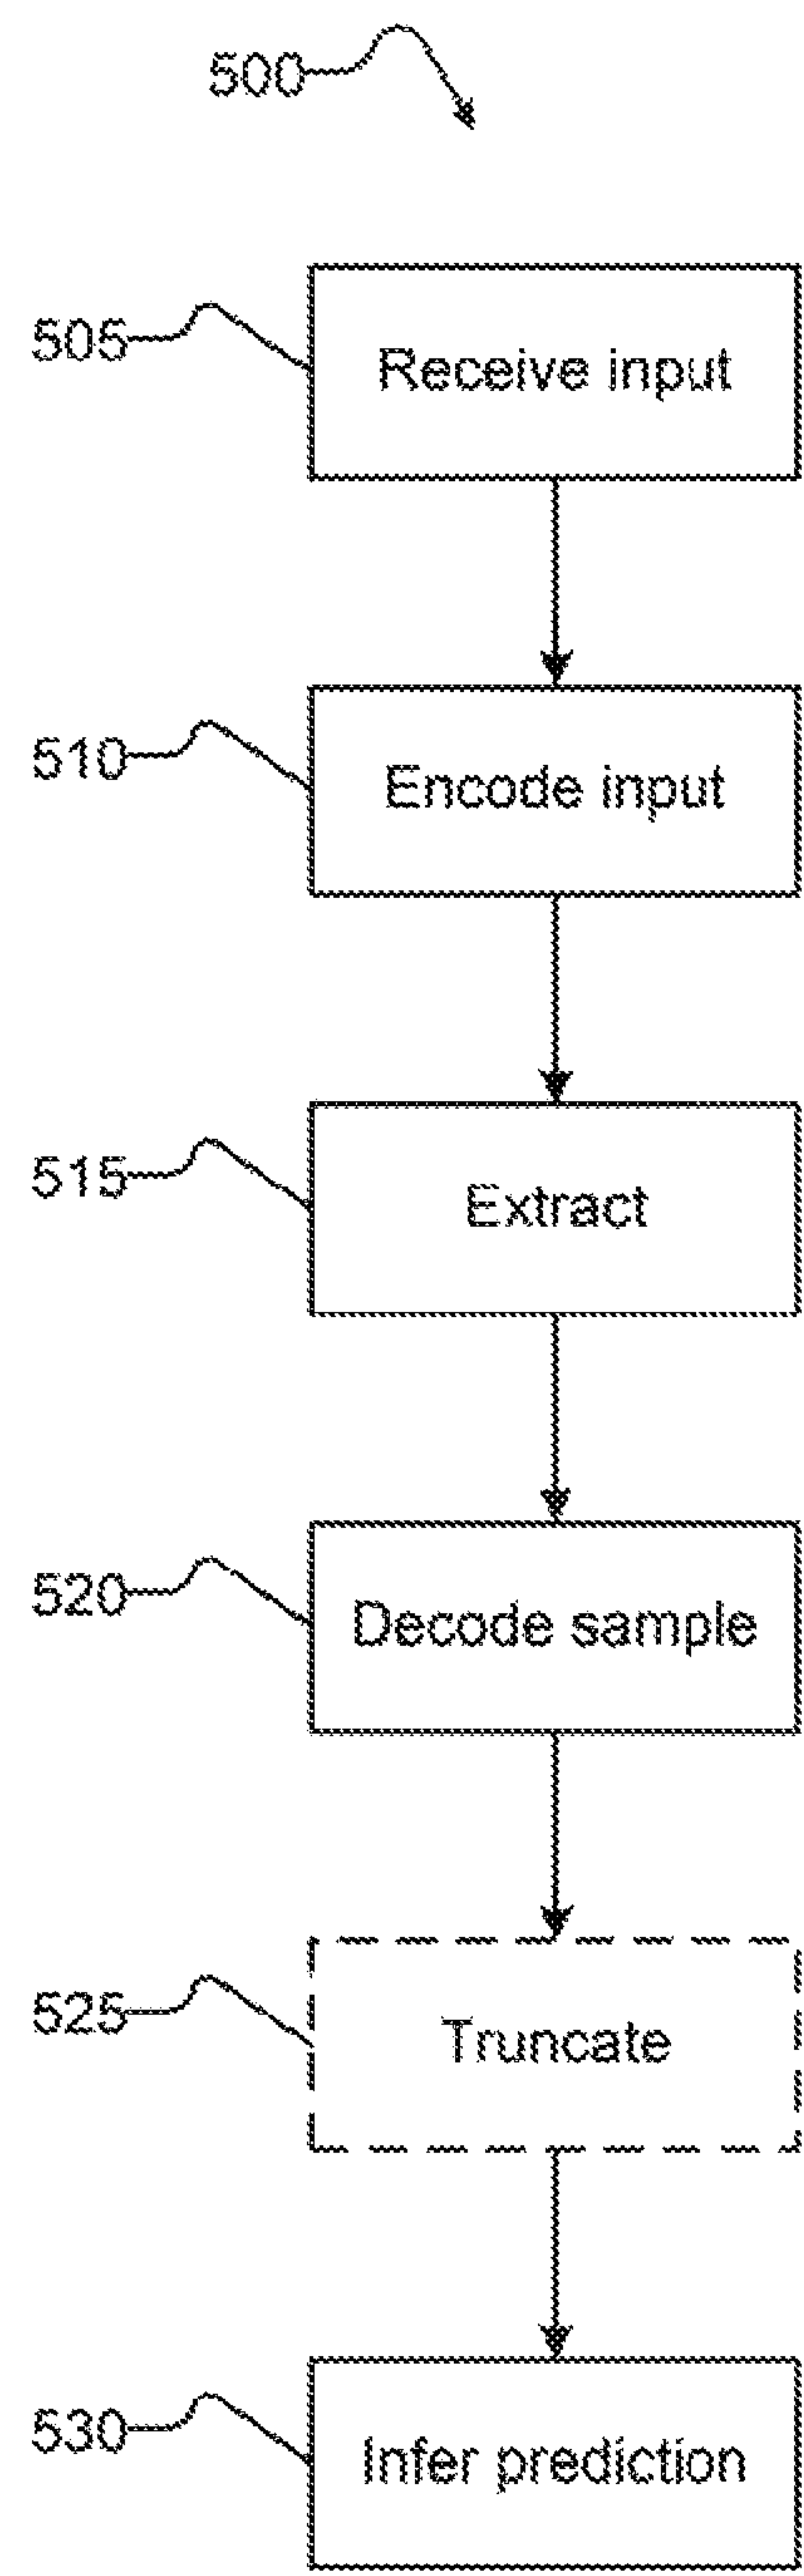 500
505
Receive input
510
Encode input
515
Extract
520
Decode sample
525
Truncate
530
Infer prediction